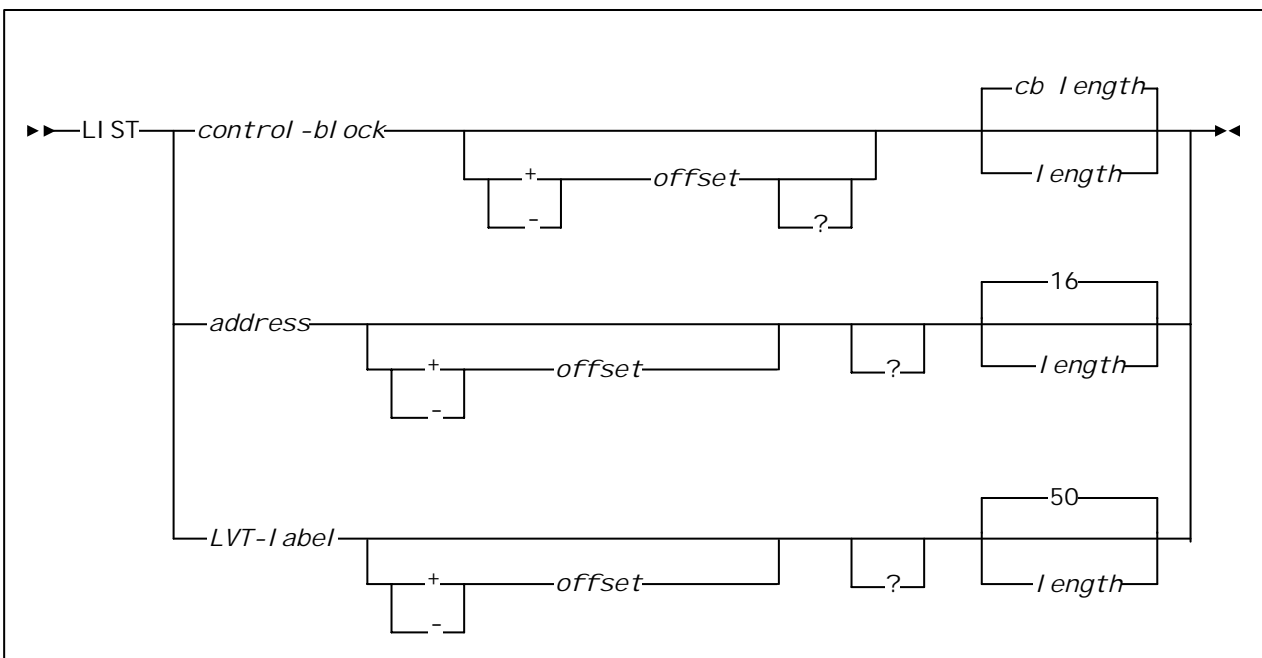 cb length
LIST control-block length
+ offset
- ?
16
address length
+ offset ?
-
50
LVT-label length
+ offset ?
-